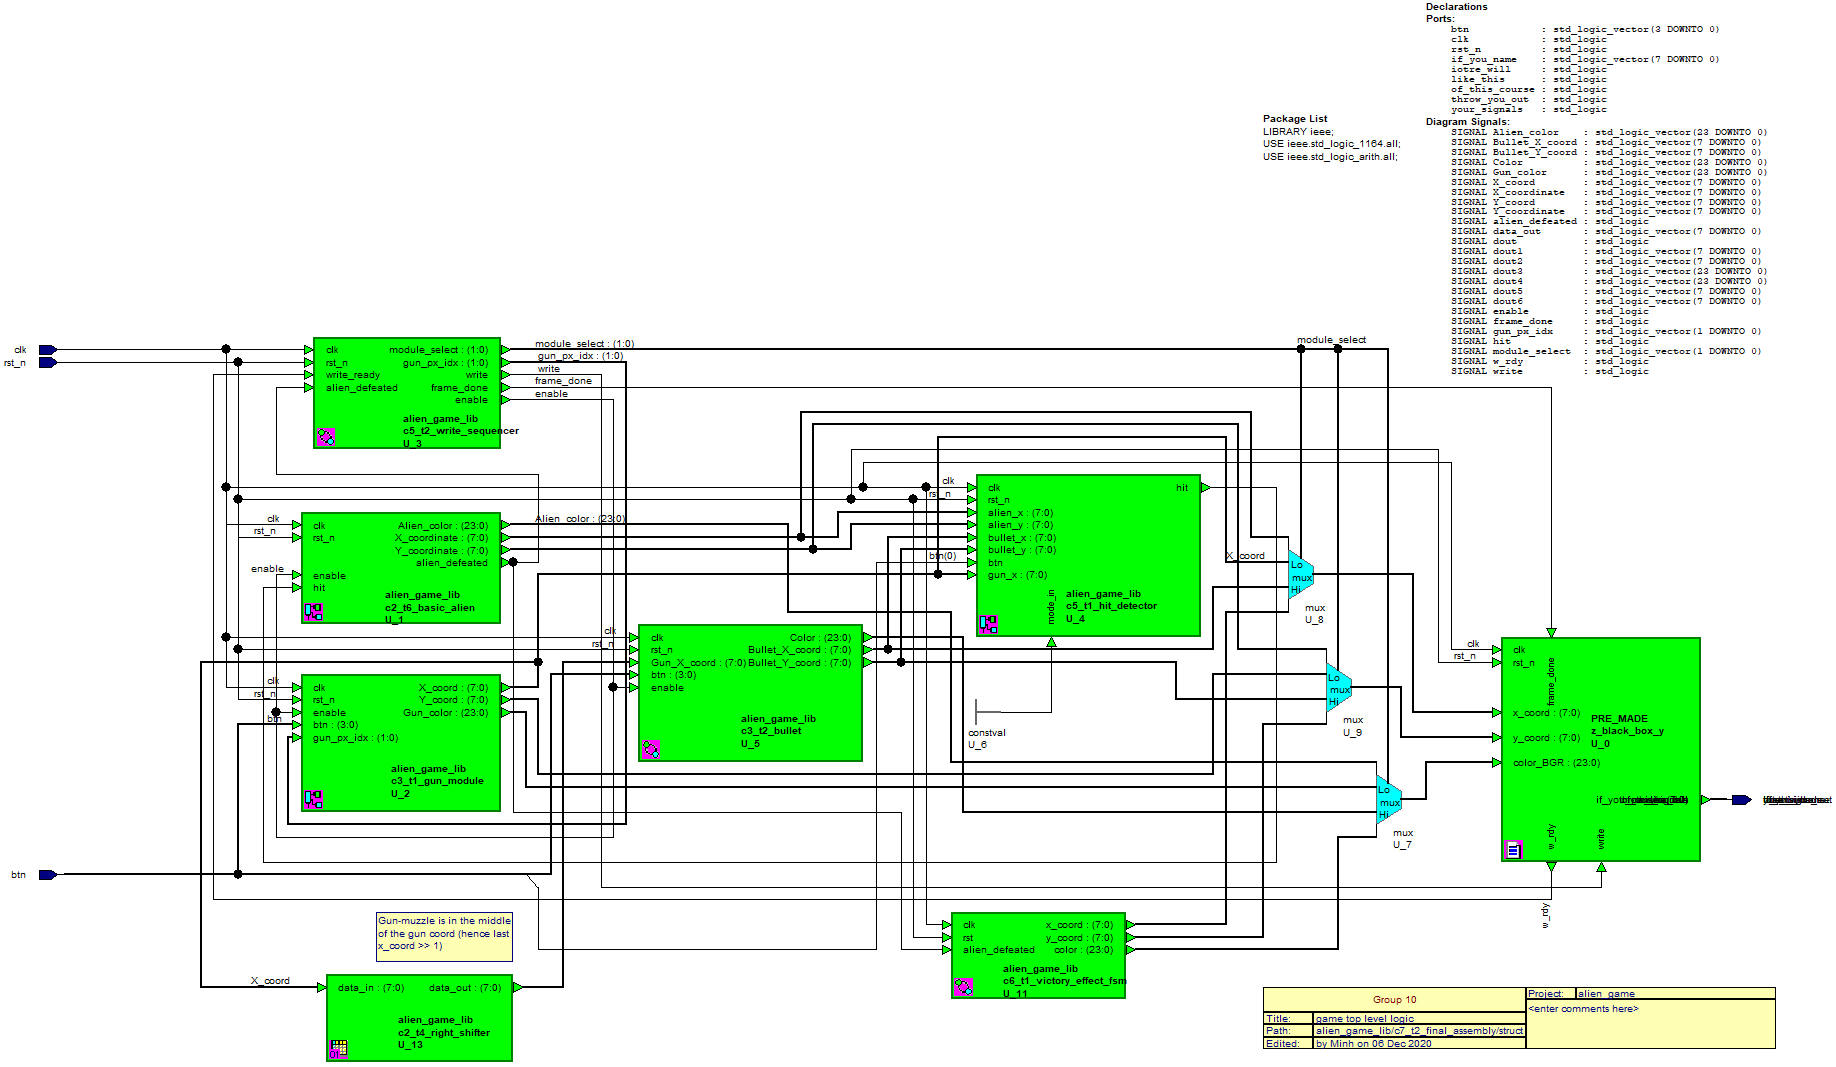 Declarations
Ports:
btn : std_logic_vector(3 DOWNTO 0)
clk : std_logic
rst_n : std_logic
if_you_name : std_logic_vector(7 DOWNTO 0)
iotre_will : std_logic
like_this : std_logic
of_this_course : std_logic
throw_you_out : std_logic
your_signals : std_logic
Diagram Signals:
SIGNAL Alien_color : std_logic_vector(23 DOWNTO 0)
SIGNAL Bullet_X_coord : std_logic_vector(7 DOWNTO 0)
SIGNAL Bullet_Y_coord : std_logic_vector(7 DOWNTO 0)
SIGNAL Color : std_logic_vector(23 DOWNTO 0)
SIGNAL Gun_color : std_logic_vector(23 DOWNTO 0)
SIGNAL X_coord : std_logic_vector(7 DOWNTO 0)
SIGNAL X_coordinate : std_logic_vector(7 DOWNTO 0)
SIGNAL Y_coord : std_logic_vector(7 DOWNTO 0)
SIGNAL Y_coordinate : std_logic_vector(7 DOWNTO 0)
SIGNAL alien_defeated : std_logic
SIGNAL data_out : std_logic_vector(7 DOWNTO 0)
SIGNAL dout : std_logic
SIGNAL dout1 : std_logic_vector(7 DOWNTO 0)
SIGNAL dout2 : std_logic_vector(7 DOWNTO 0)
SIGNAL dout3 : std_logic_vector(23 DOWNTO 0)
SIGNAL dout4 : std_logic_vector(23 DOWNTO 0)
SIGNAL dout5 : std_logic_vector(7 DOWNTO 0)
SIGNAL dout6 : std_logic_vector(7 DOWNTO 0)
SIGNAL enable : std_logic
SIGNAL frame_done : std_logic
SIGNAL gun_px_idx : std_logic_vector(1 DOWNTO 0)
SIGNAL hit : std_logic
SIGNAL module_select : std_logic_vector(1 DOWNTO 0)
SIGNAL w_rdy : std_logic
SIGNAL write : std_logic
Package List
LIBRARY ieee;
USE ieee.std_logic_1164.all;
USE ieee.std_logic_arith.all;
clk
rst_n
btn
clk module_select : (1:0)
rst_n gun_px_idx : (1:0)
write_ready write
alien_defeated frame_done
enable
alien_game_lib
c5_t2_write_sequencer
U_3
module_select : (1:0)
gun_px_idx : (1:0)
write
frame_done
enable
module_select
clk
rst_n
enable
clk Alien_color : (23:0)
rst_n X_coordinate : (7:0)
Y_coordinate : (7:0)
alien_defeated
enable
hit
alien_game_lib
c2_t6_basic_alien
U_1
Alien_color : (23:0)
clk
rst_n
btn
clk X_coord : (7:0)
rst_n Y_coord : (7:0)
enable Gun_color : (23:0)
btn : (3:0)
gun_px_idx : (1:0)
alien_game_lib
c3_t1_gun_module
U_2
clk
rst_n
clk Color : (23:0)
rst_n Bullet_X_coord : (7:0)
Gun_X_coord : (7:0) Bullet_Y_coord : (7:0)
btn : (3:0)
enable
alien_game_lib
c3_t2_bullet
U_5
clk
rst_n
btn(0)
clk hit
rst_n
alien_x : (7:0)
alien_y : (7:0)
bullet_x : (7:0)
bullet_y : (7:0)
btn
gun_x : (7:0)
mode_in
alien_game_lib
c5_t1_hit_detector
U_4
constval
U_6
X_coord
Lo
mux
Hi
mux
U_8
Lo
mux
Hi
mux
U_9
Lo
mux
Hi
mux
U_7
clk
rst_n
clk
rst_n
frame_done
x_coord : (7:0)
y_coord : (7:0)
color_BGR : (23:0)
PRE_MADE
z_black_box_y
U_0
w_rdy
write
w_rdy
clk x_coord : (7:0)
rst y_coord : (7:0)
alien_defeated color : (23:0)
alien_game_lib
c6_t1_victory_effect_fsm
U_11
Gun-muzzle is in the middle
of the gun coord (hence last
x_coord >> 1)
X_coord
data_in : (7:0) data_out : (7:0)
alien_game_lib
c2_t4_right_shifter
U_13
Group 10
Project: alien_game
<enter comments here>
Title: game top level logic
Path: alien_game_lib/c7_t2_final_assembly/struct
Edited: by Minh on 06 Dec 2020